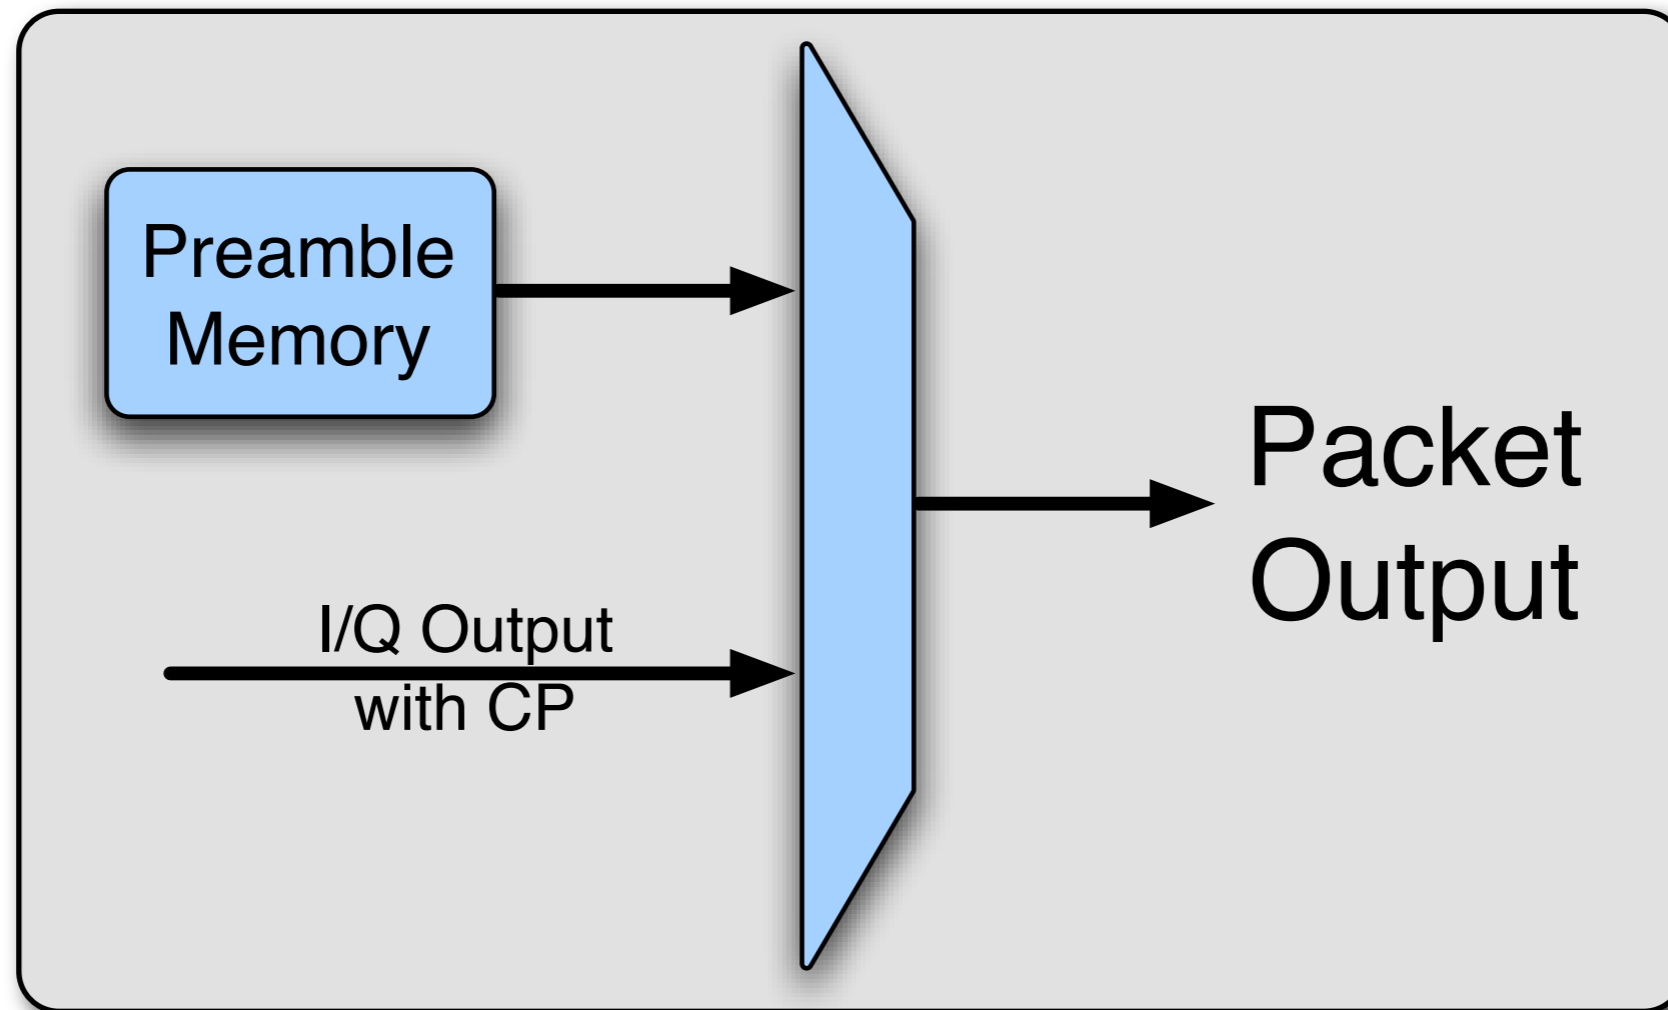 Preamble
Memory
I/Q Output
with CP
Packet
Output